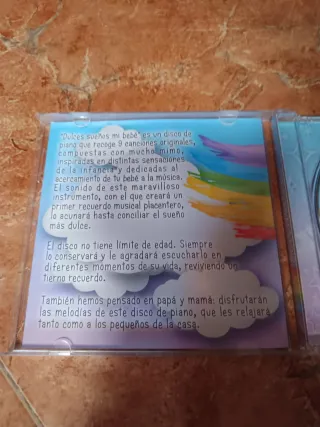 "Dulces sueños mi bebé" es un disco de
piano que recoge 9 canciones originales,
compuestas con mucho mimo,
inspiradas en distintas sensaciones
de la infancia y dedicadas al
acercamiento de tu bebé a la música.
El sonido de este maravilloso
instrumento, con el que creará un
primer recuerdo musical placentero,
lo acunará hasta conciliar el sueño
más dulce.
El disco no tiene límite de edad. Siempre
lo conservará y le agradará escucharlo en
diferentes momentos de su vida, reviviendo un
tierno recuerdo.
También hemos pensado en papá y mamá: disfrutarán
las melodías de este disco de piano, que les relajará
tanto como a los pequeños de la casa.